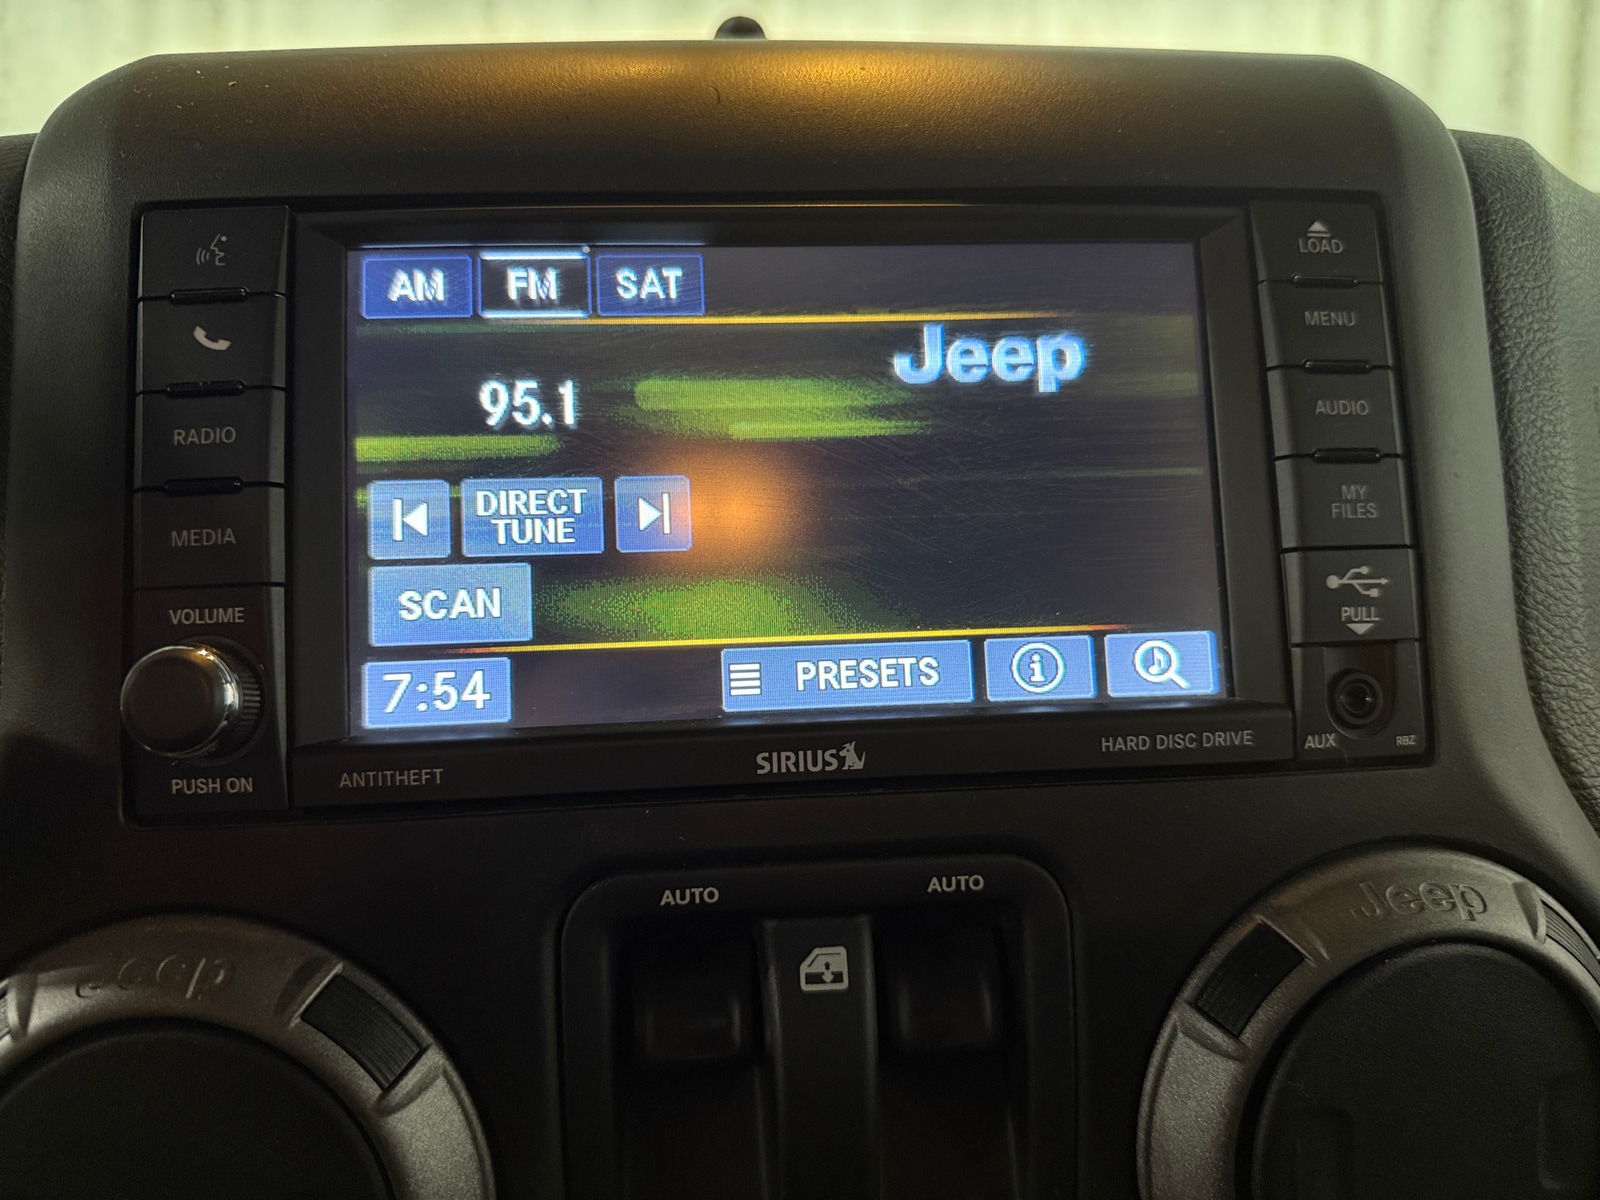 LOAD
AM FM SAT
MENU
Jeep
95.1
AUDIO
RADIO
MY
FILES
DIRECT
TUNE
MEDIA
SCAN
VOLUME
PULL
7:54
PRESETS
AUX
RBZ
HARD DISC DRIVE
SIRIUS
ANTITHEFT
PUSH ON
AUTO
AUTO
Jeep
Jeep